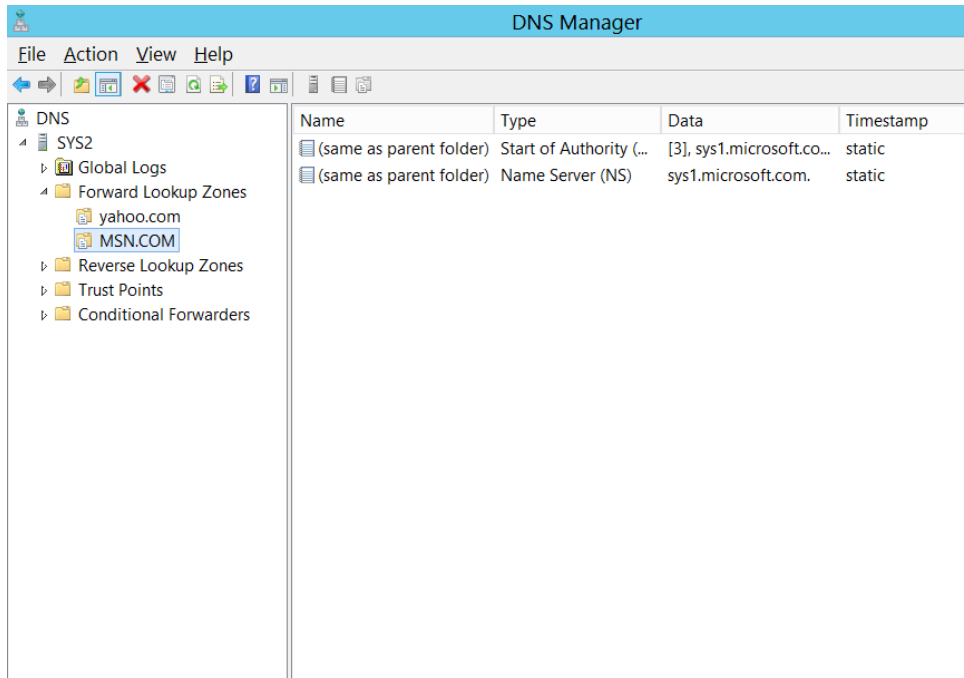 DNS Manager
File Action View Help
DNS
SYS2
Global Logs
Forward Lookup Zones
yahoo.com
MSN.COM
Reverse Lookup Zones
Trust Points
Conditional Forwarders
Name Type Data Timestamp
(same as parent folder) Start of Authority (... [3], sys1.microsoft.co... static
(same as parent folder) Name Server (NS) sys1.microsoft.com. static